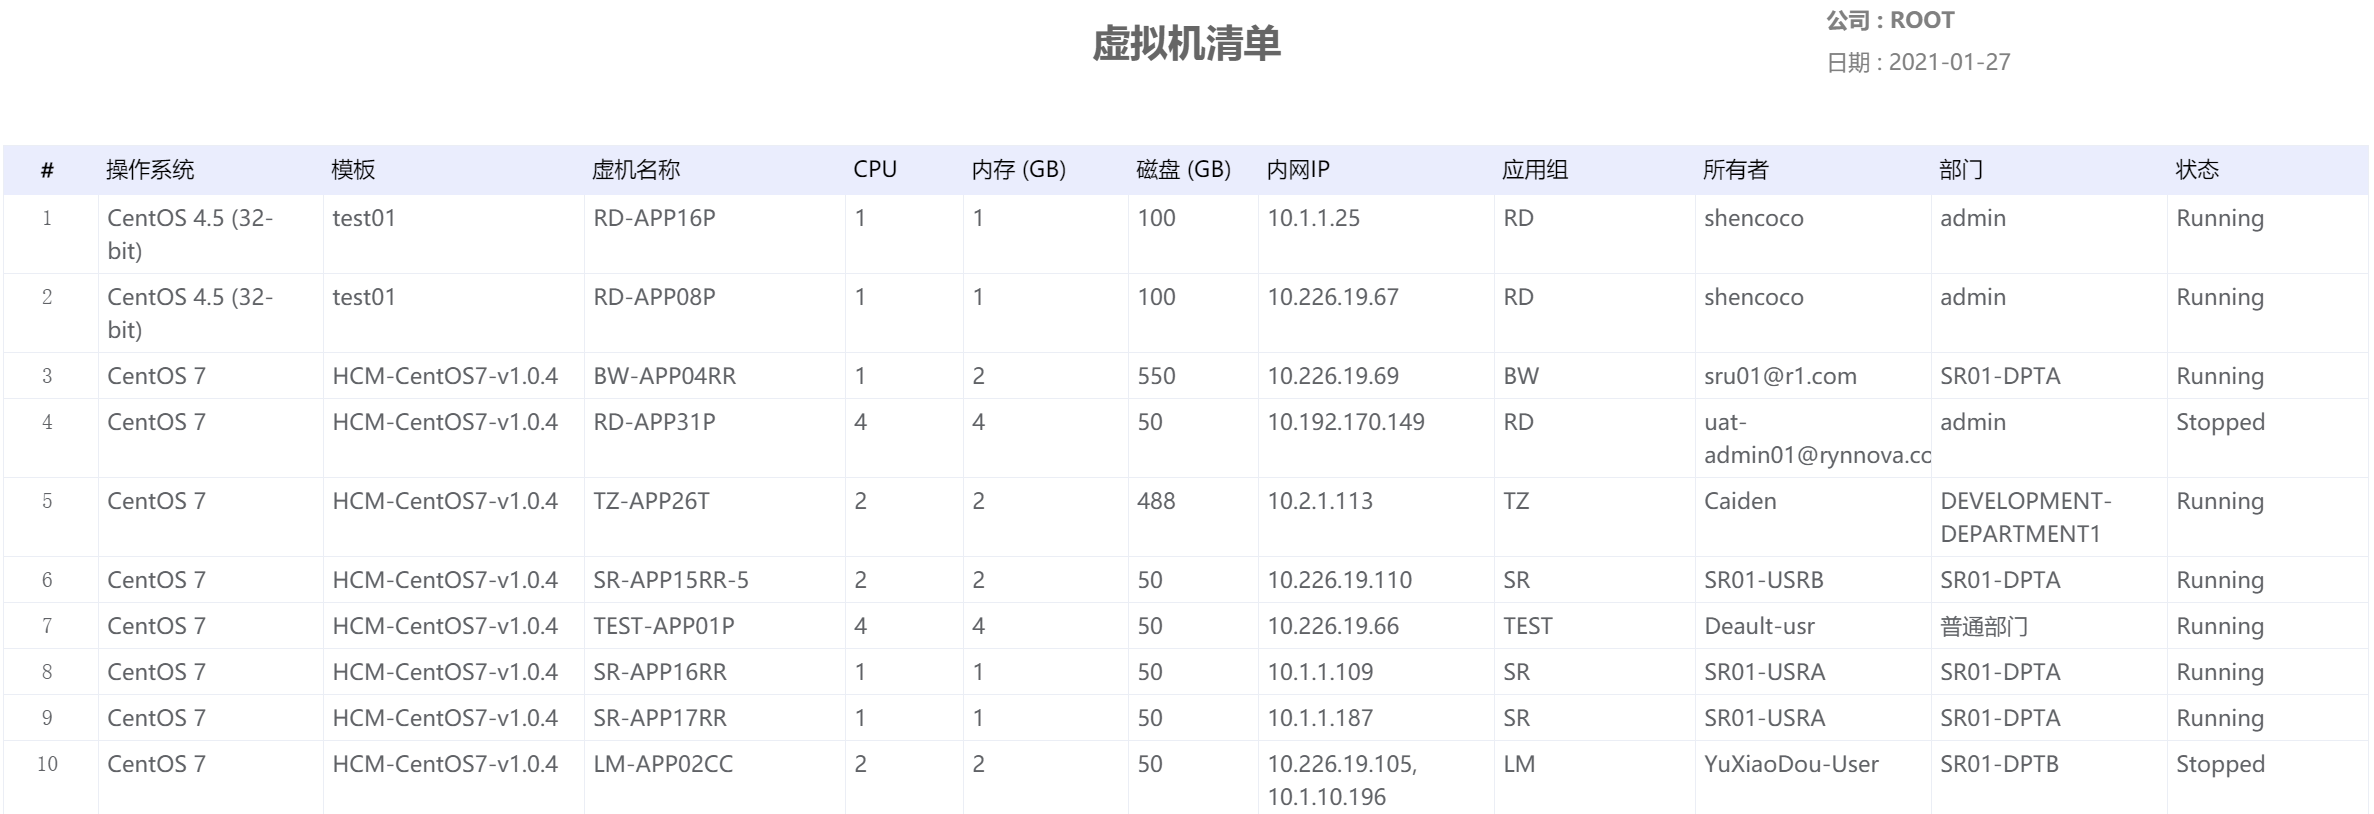 虚拟机清单
公司 : ROOT
日期 : 2021-01-27
# 操作系统 模板 虚机名称 CPU 内存 (GB) 磁盘 (GB) 内网IP 应用组 所有者 部门 状态
1 CentOS 4.5 (32- test01 RD-APP16P 1 1 100 10.1.1.25 RD shencoco admin Running
bit)
2 CentOS 4.5 (32- test01 RD-APP08P 1 1 100 10.226.19.67 RD shencoco admin Running
bit)
3 CentOS 7 HCM-CentOS7-v1.0.4 BW-APP04RR 1 2 550 10.226.19.69 BW sru01@r1.com SR01-DPTA Running
4 CentOS 7 HCM-CentOS7-v1.0.4 RD-APP31P 4 4 50 10.192.170.149 RD uat- admin Stopped
admin01@rynnova.co
5 CentOS 7 HCM-CentOS7-v1.0.4 TZ-APP26T 2 2 488 10.2.1.113 TZ Caiden DEVELOPMENT- Running
DEPARTMENT1
6 CentOS 7 HCM-CentOS7-v1.0.4 SR-APP15RR-5 2 2 50 10.226.19.110 SR SR01-USRB SR01-DPTA Running
7 CentOS 7 HCM-CentOS7-v1.0.4 TEST-APP01P 4 4 50 10.226.19.66 TEST Deault-usr 普通部门 Running
8 CentOS 7 HCM-CentOS7-v1.0.4 SR-APP16RR 1 1 50 10.1.1.109 SR SR01-USRA SR01-DPTA Running
9 CentOS 7 HCM-CentOS7-v1.0.4 SR-APP17RR 1 1 50 10.1.1.187 SR SR01-USRA SR01-DPTA Running
10 CentOS 7 HCM-CentOS7-v1.0.4 LM-APP02CC 2 2 50 10.226.19.105, LM YuXiaoDou-User SR01-DPTB Stopped
10.1.10.196